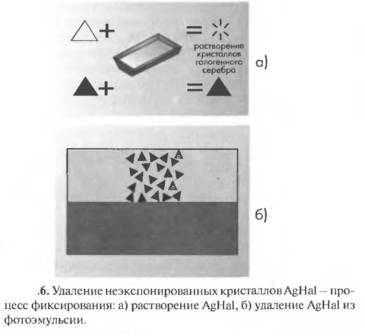 + =
растворение
кристаллов
галогенного
серебра
а)
+ =
б)
.6. Удаление неэкспонированных кристаллов AgHal – про-
цесс фиксирования: а) растворение AgHal, б) удаление AgHal из
фотоэмульсии.